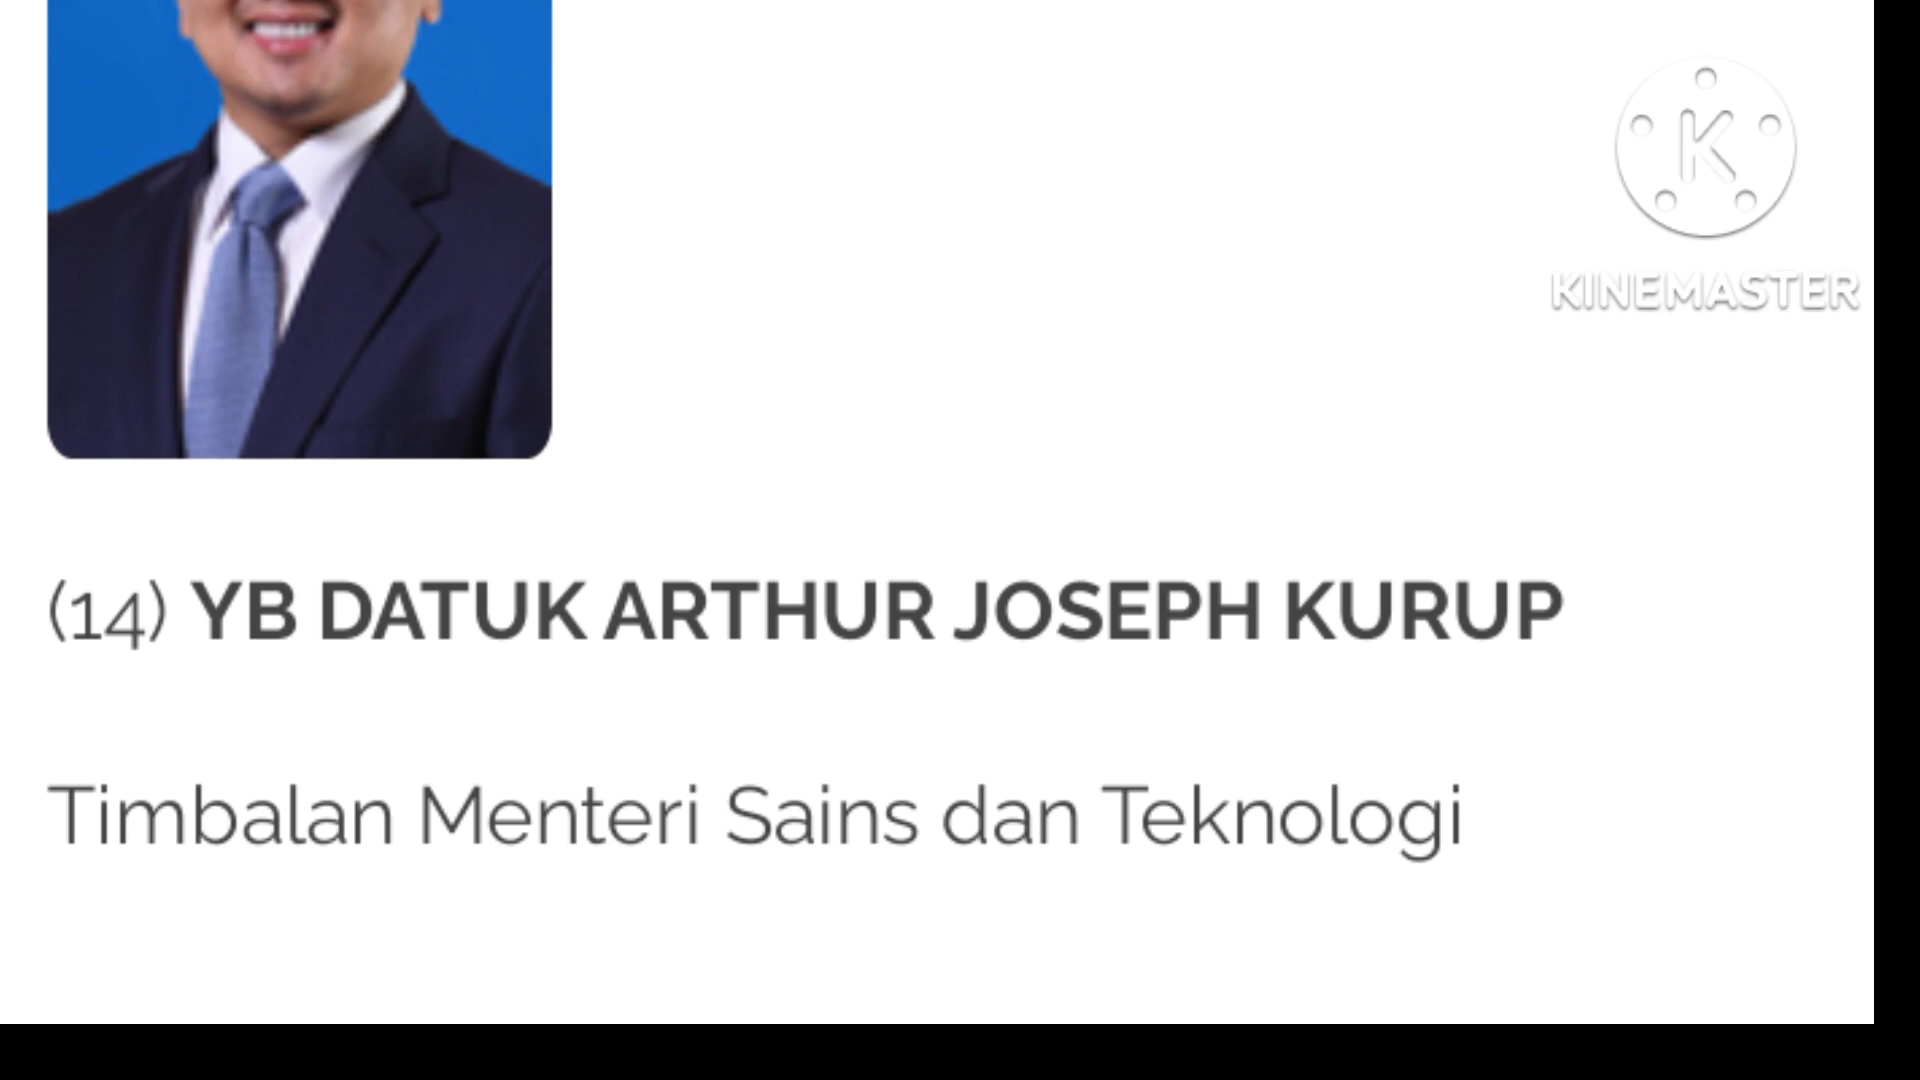 K
KINEMASTER
(14) YB DATUK ARTHUR JOSEPH KURUP
Timbalan Menteri Sains dan Teknologi